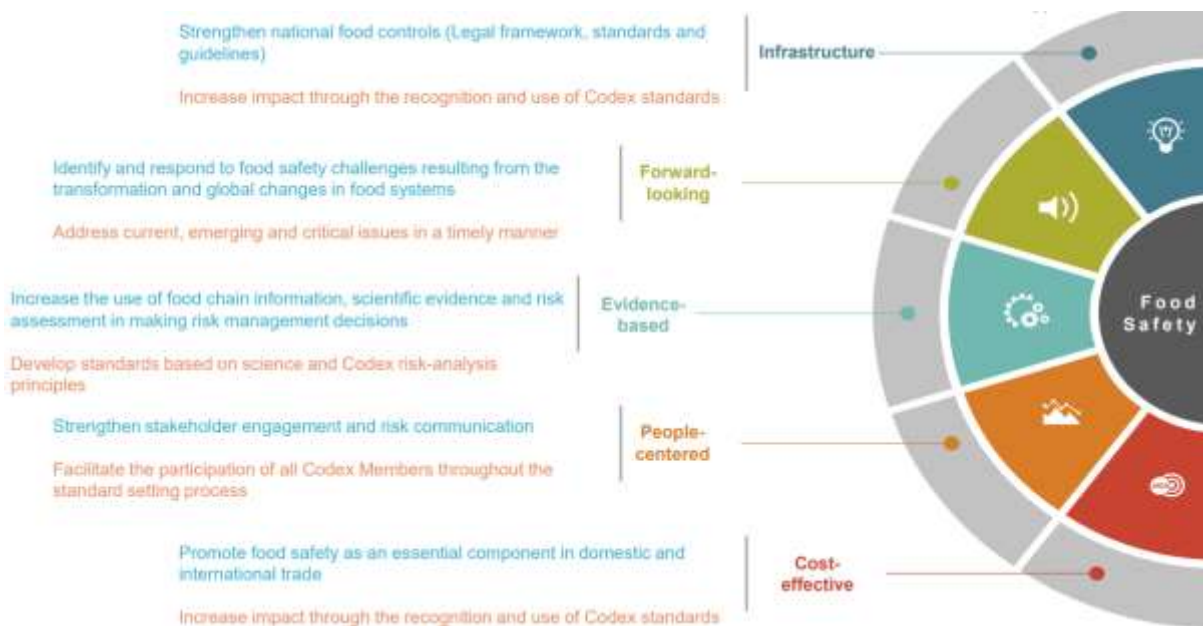 Strengthen national food controls (Legal framework, standards and
guidelines)
Increase impact through the recognition and use of Codex standards
Infrastructure
Identify and respond to food safety challenges resulting from the
transformation and global changes in food systems
Address current, emerging and critical issues in a timely manner
Forward-
looking
Increase the use of food chain information, scientific evidence and risk
assessment in making risk management decisions
Develop standards based on science and Codex risk-analysis
principles
Evidence-
based
Strengthen stakeholder engagement and risk communication
Facilitate the participation of all Codex Members throughout the
standard setting process
People-
centered
Promote food safety as an essential component in domestic and
international trade
Increase impact through the recognition and use of Codex standards
Cost-
effective
Food
Safety